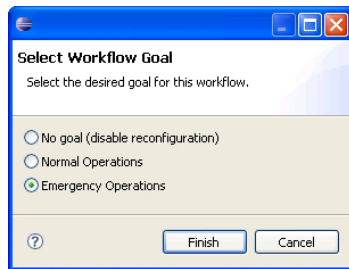 Select Workflow Goal
Select the desired goal for this workflow.
No goal (disable reconfiguration)
Normal Operations
Emergency Operations
? Finish Cancel